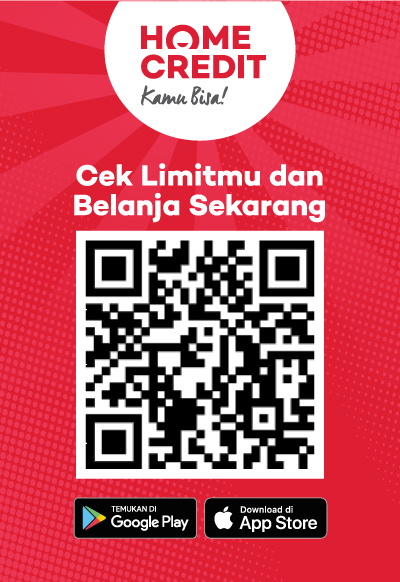 HOME
CREDIT
Kamu Bisa!
Cek Limitmu dan
Belanja Sekarang
TEMUKAN DI
Google Play
Download di
App Store